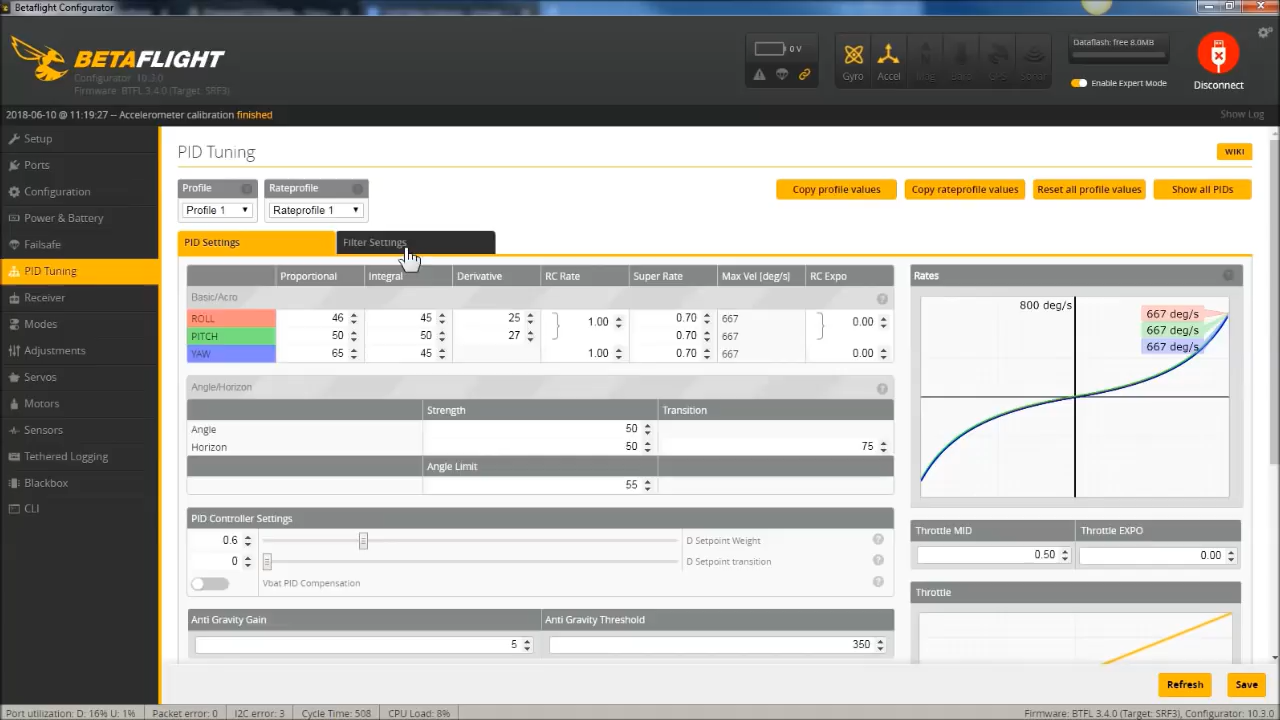 Betaflight Configurator
BETAFLIGHT
Configurator 10.3.0
Firmware: BTFL 3.4.0 (Target: SRF3)
0 V
Gyro
Accel
Mag
Baro
GPS
Sonar
Dataflash: free 8.0MB
Enable Expert Mode
Disconnect
2018-06-10 @ 11:19:27 -- Accelerometer calibration finished
Show Log
Setup
Ports
Configuration
Power & Battery
Failsafe
PID Tuning
Receiver
Modes
Adjustments
Servos
Motors
Sensors
Tethered Logging
Blackbox
CLI
PID Tuning
WIKI
Profile
Rateprofile
Profile 1
Rateprofile 1
Copy profile values
Copy rateprofile values
Reset all profile values
Show all PIDs
PID Settings
Filter Settings
Proportional Integral Derivative RC Rate Super Rate Max Vel [deg/s] RC Expo
Basic/Acro
ROLL 46 45 25 1.00 0.70 667 0.00
PITCH 50 50 27 0.70 667
YAW 65 45 1.00 0.70 667 0.00
Angle/Horizon
Strength Transition
Angle 50
Horizon 50 75
Angle Limit
55
PID Controller Settings
0.6 D Setpoint Weight
0 D Setpoint transition
Vbat PID Compensation
Anti Gravity Gain Anti Gravity Threshold
5 350
Rates
800 deg/s
667 deg/s
667 deg/s
667 deg/s
Throttle MID Throttle EXPO
0.50 0.00
Throttle
Refresh
Save
Port utilization: D: 16% U: 1% Packet error: 0 I2C error: 3 Cycle Time: 508 CPU Load: 8% Firmware: BTFL 3.4.0 (Target: SRF3), Configurator: 10.3.0